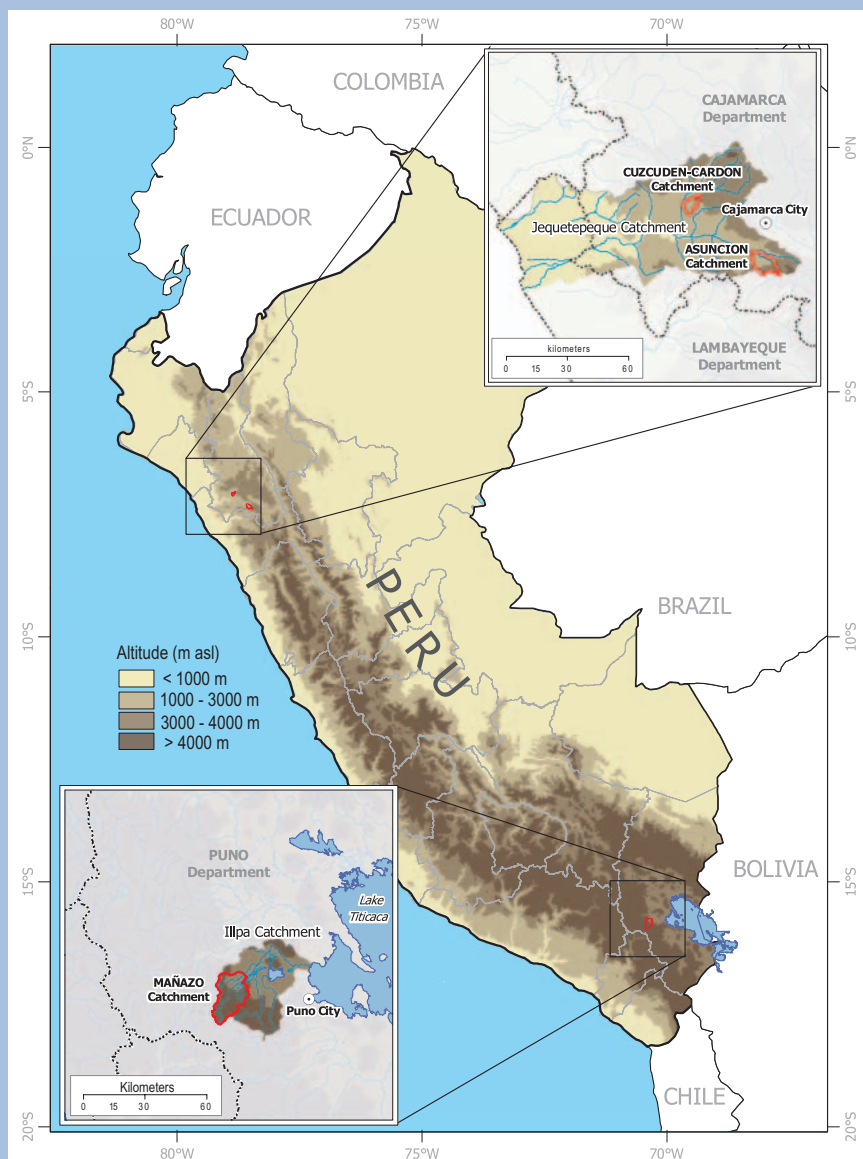 80°W
75°W
70°W
COLOMBIA
CAJAMARCA
Department
CUZCUDEN-CARDON
Catchment
Cajamarca City
Jequetepeque Catchment
ASUNCION
Catchment
kilometers
0 15 30 60
LAMBAYEQUE
Department
0°N
0°N
ECUADOR
5°S
5°S
PERU
BRAZIL
10°S
10°S
Altitude (m asl)
< 1000 m
1000 - 3000 m
3000 - 4000 m
> 4000 m
PUNO
Department
Lake
Titicaca
Illpa Catchment
MAÑAZO
Catchment
Puno City
Kilometers
0 15 30 60
BOLIVIA
15°S
15°S
CHILE
20°S
20°S
80°W
75°W
70°W